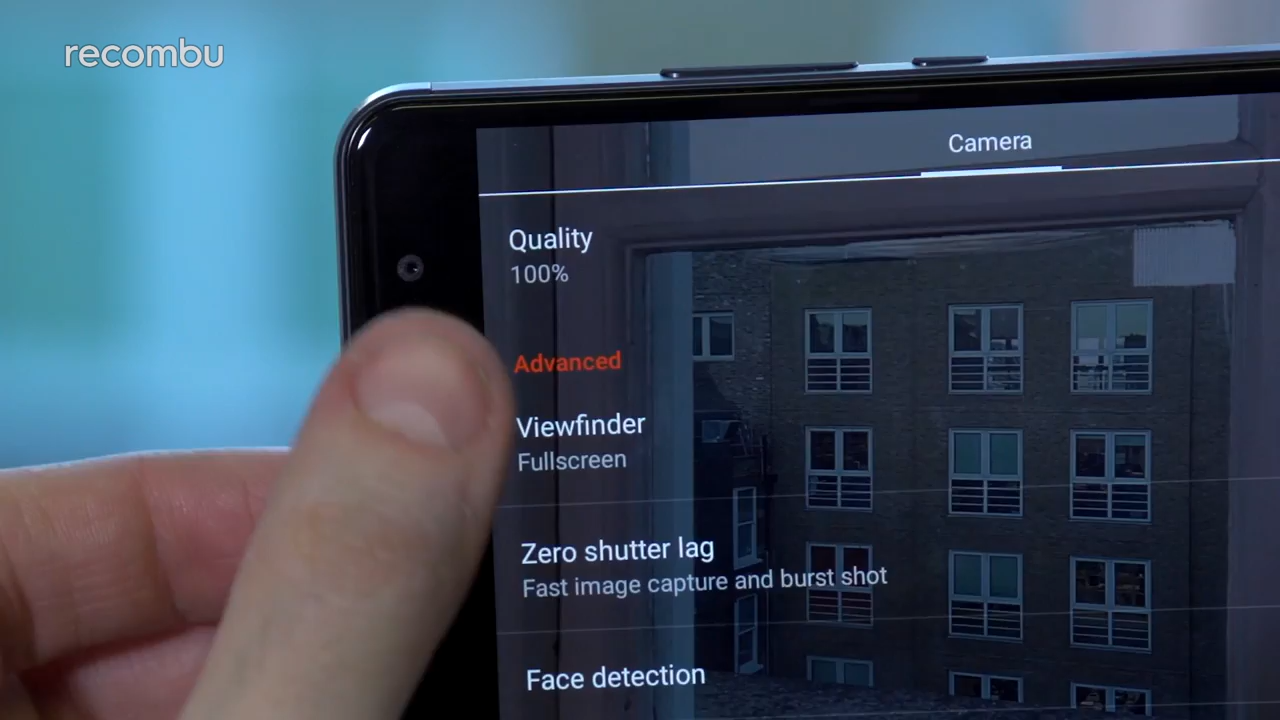 recombu
Camera
Quality
100%
Advanced
Viewfinder
Fullscreen
Zero shutter lag
Fast image capture and burst shot
Face detection